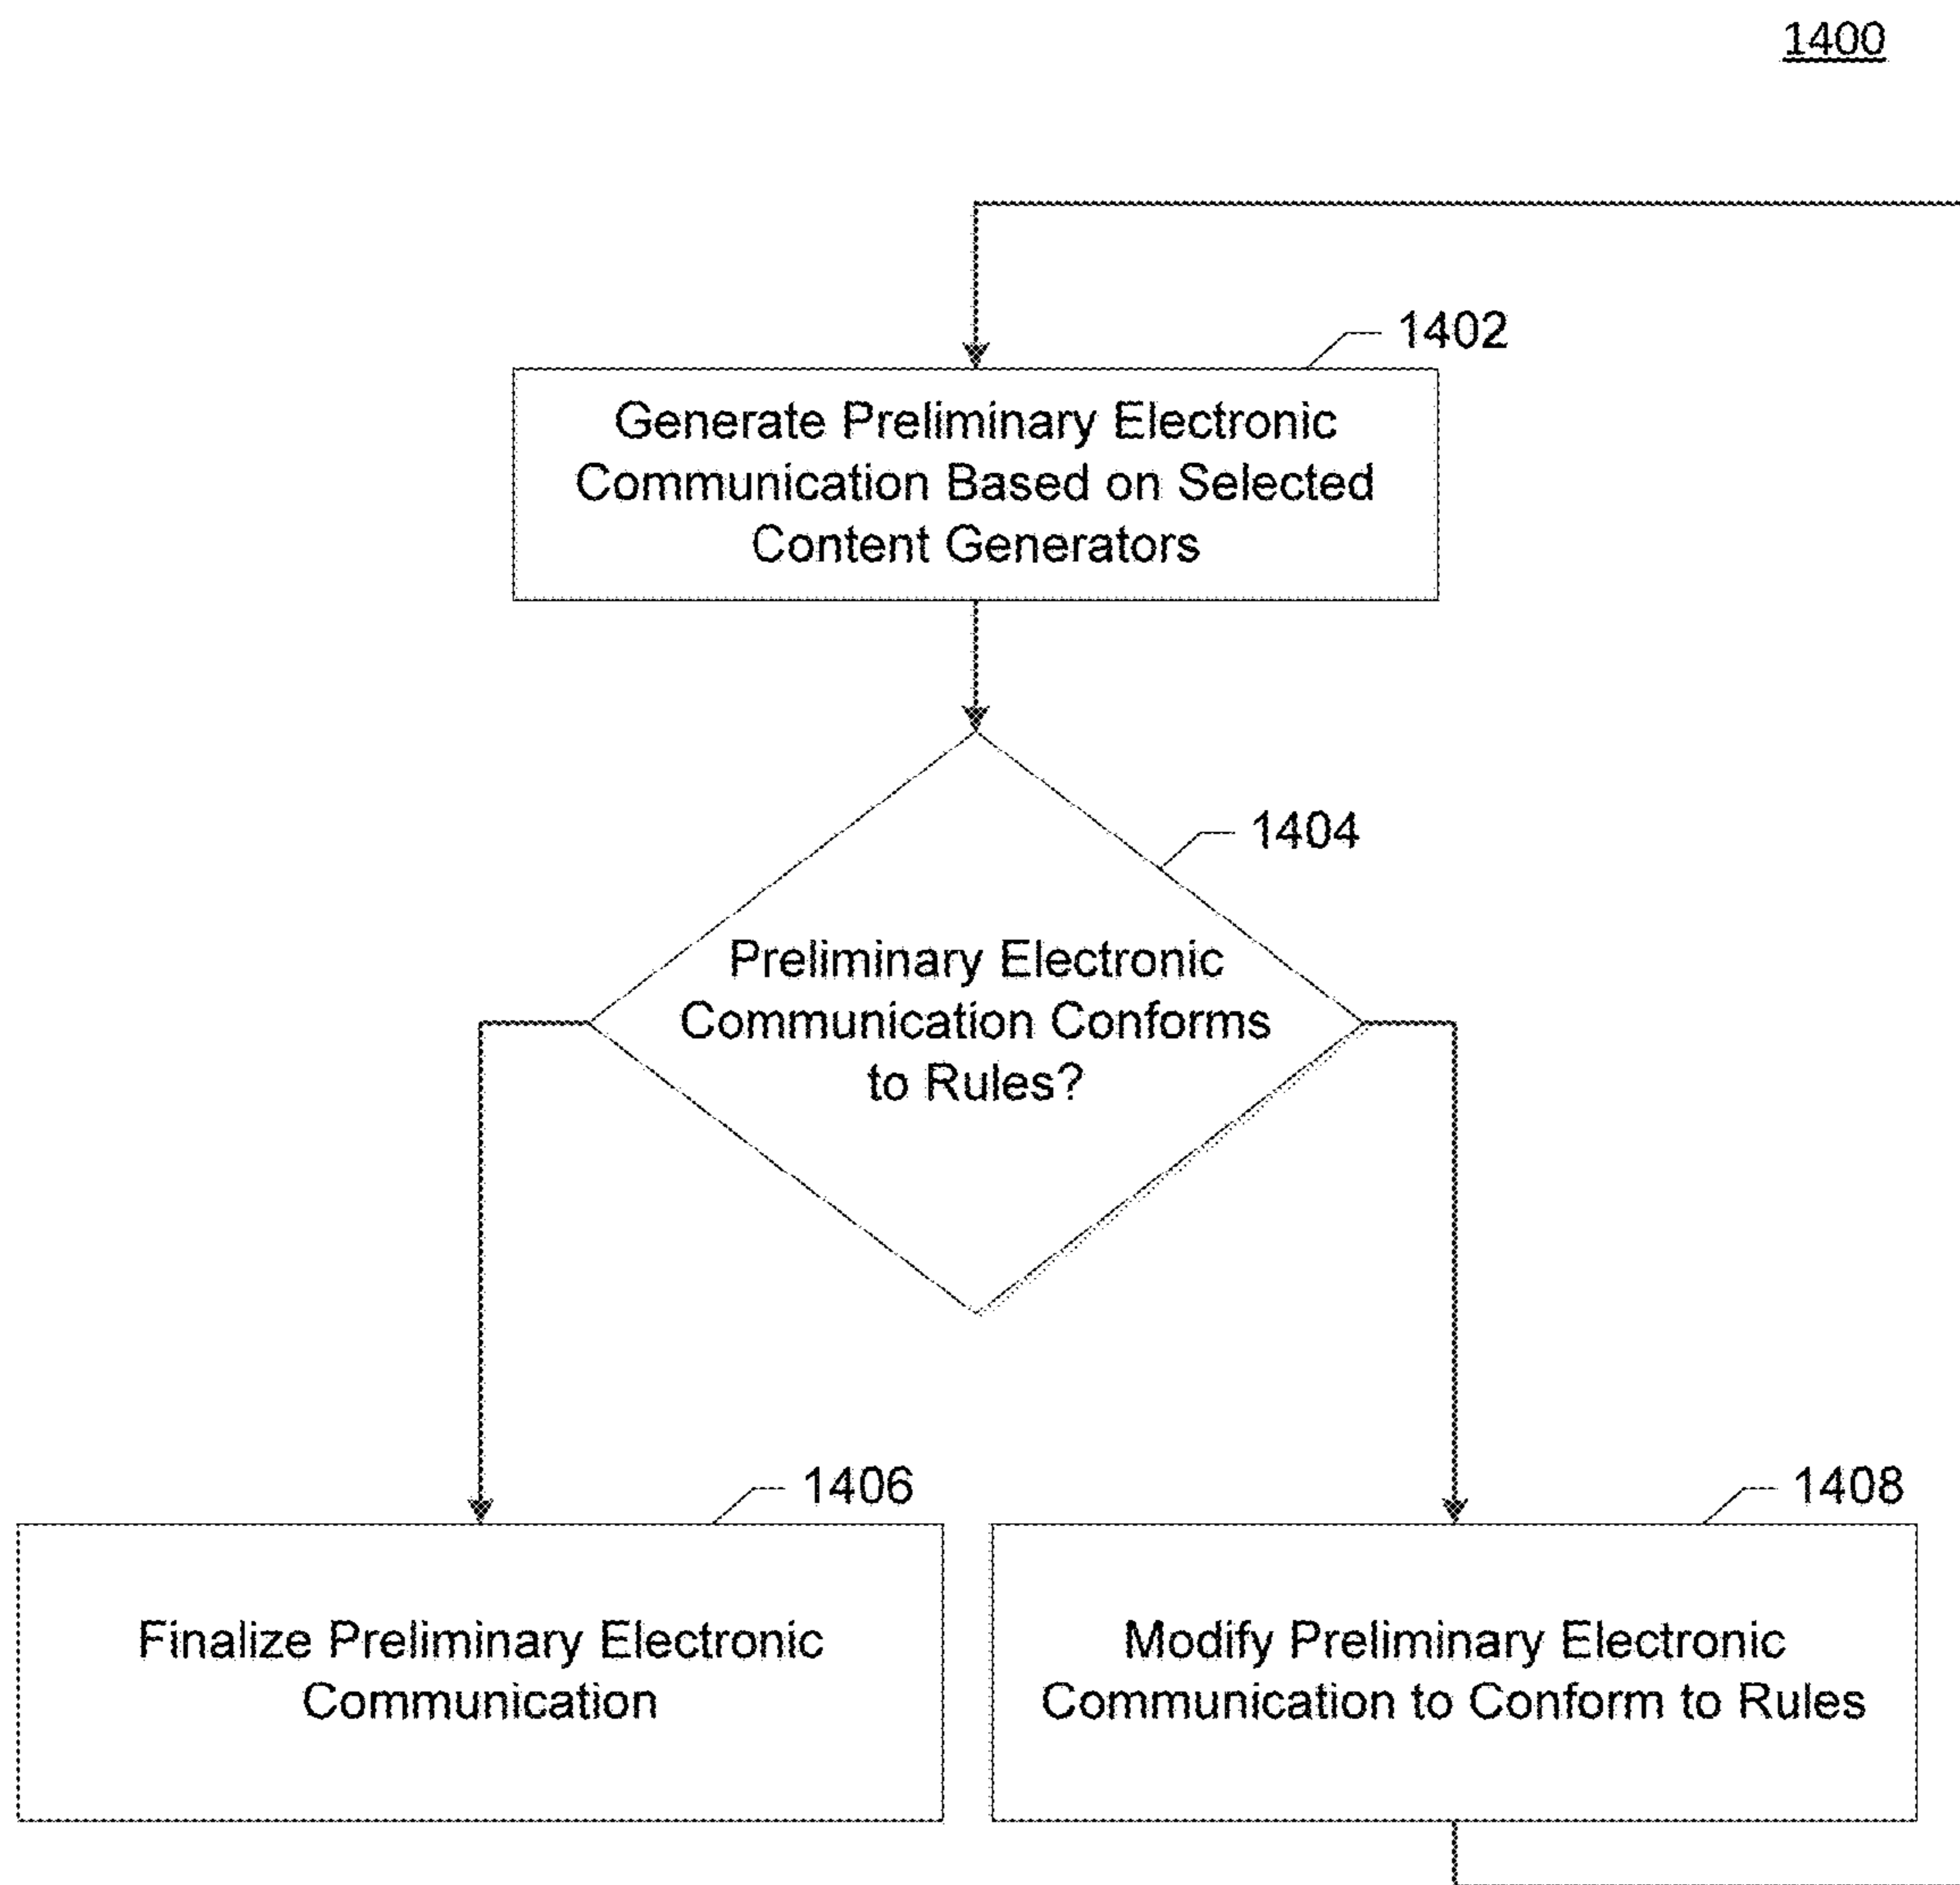 1400
1402
Generate Preliminary Electronic
Communication Based on Selected
Content Generators
1404
Preliminary Electronic
Communication Conforms
to Rules?
1406
Finalize Preliminary Electronic
Communication
1408
Modify Preliminary Electronic
Communication to Conform to Rules